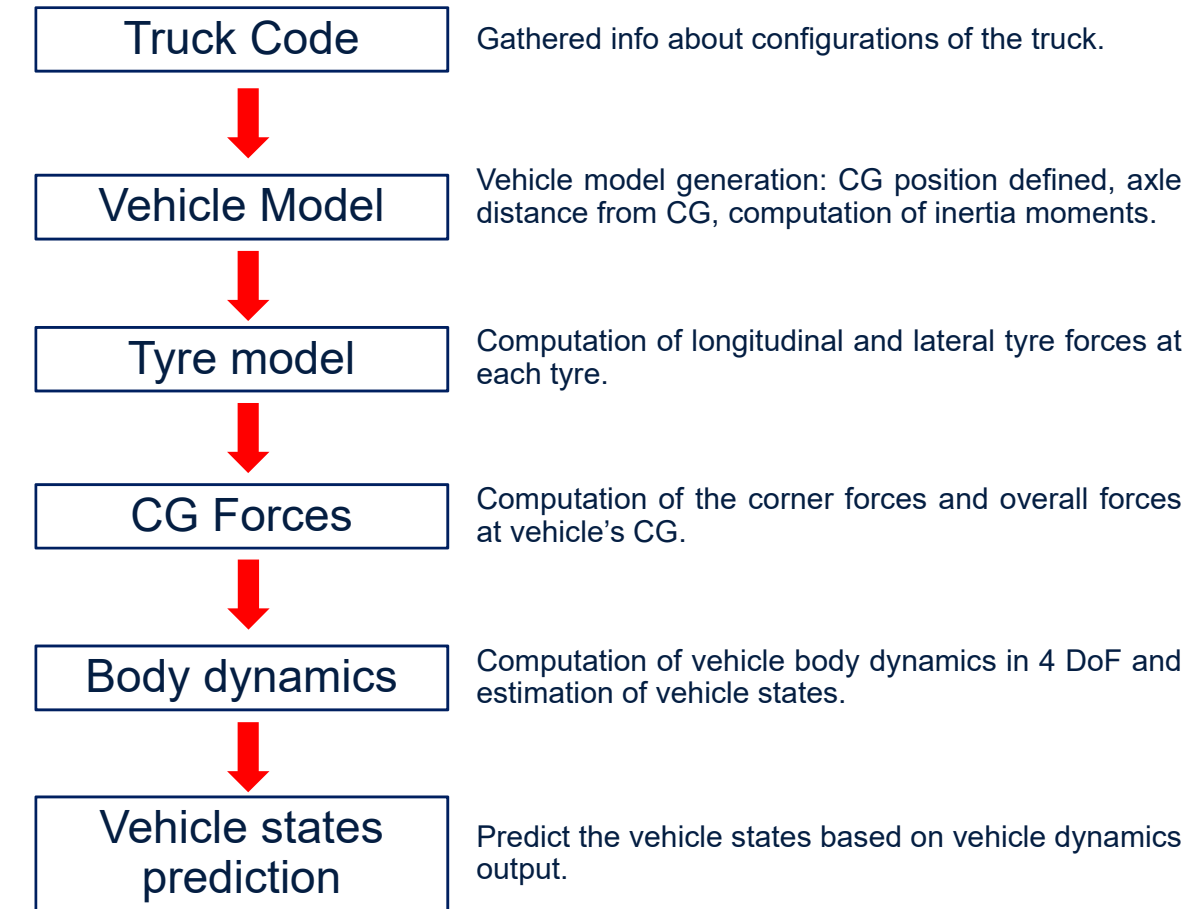 Truck Code
Gathered info about configurations of the truck.
Vehicle Model
Vehicle model generation: CG position defined, axle
distance from CG, computation of inertia moments.
Tyre model
Computation of longitudinal and lateral tyre forces at
each tyre.
CG Forces
Computation of the corner forces and overall forces
at vehicle’s CG.
Body dynamics
Computation of vehicle body dynamics in 4 DoF and
estimation of vehicle states.
Vehicle states
prediction
Predict the vehicle states based on vehicle dynamics
output.